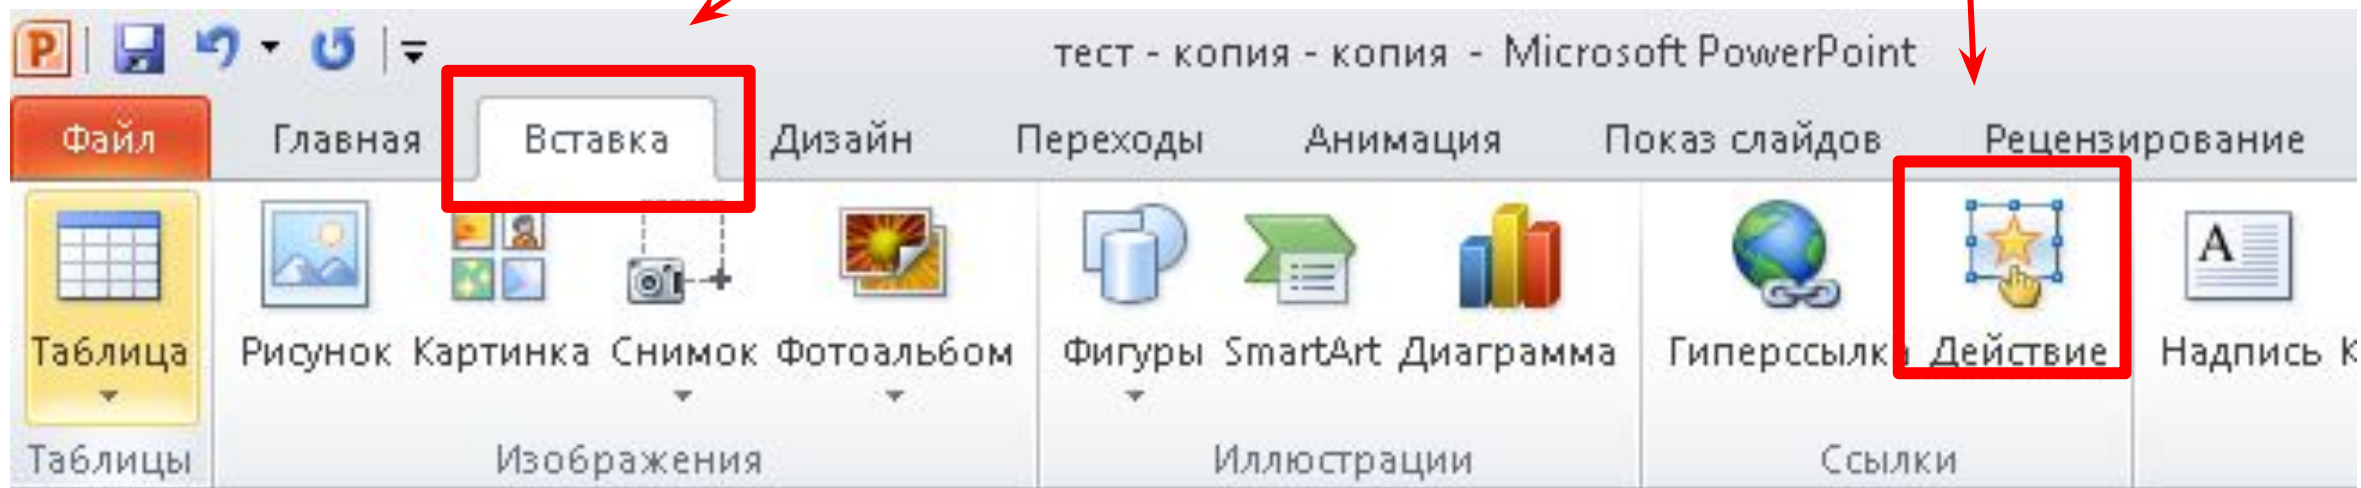 тест - копия - копия - Microsoft PowerPoint
Файл Главная Вставка Дизайн Переходы Анимация Показ слайдов Рецензирование
Таблица Рисунок Картинка Снимок Фотоальбом Фигуры SmartArt Диаграмма Гиперссылка Действие Надпись К
Таблицы Изображения Иллюстрации Ссылки